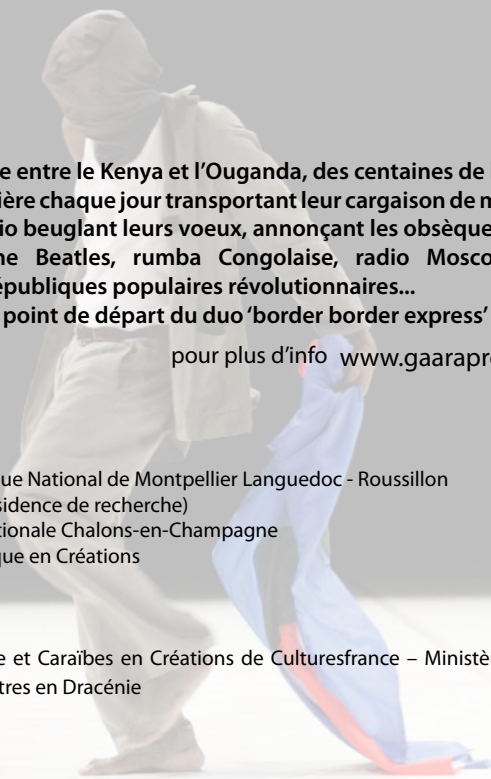 e entre le Kenya et l’Ouganda, des centaines de
ière chaque jour transportant leur cargaison de m
io beuglant leurs voeux, annonçant les obsèque
he Beatles, rumba Congolaise, radio Mosco
épubliques populaires révolutionnaires...
point de départ du duo ‘border border express’
pour plus d’info www.gaarapr
ue National de Montpellier Languedoc - Roussillon
sidence de recherche)
tionale Chalons-en-Champagne
que en Créations
e et Caraïbes en Créations de Culturesfrance – Ministè
tres en Dracénie